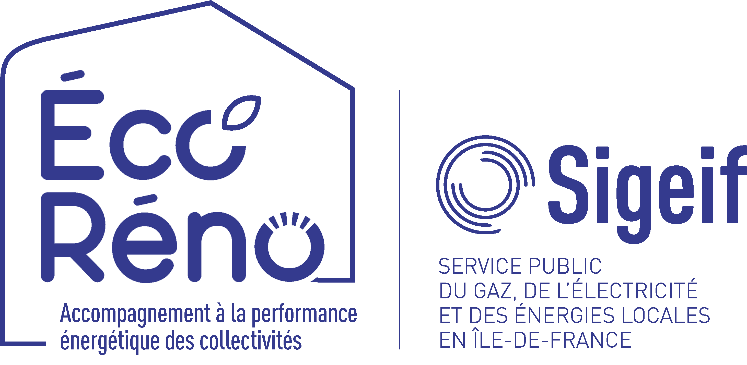 Éco
Réno
Accompagnement à la performance
énergétique des collectivités
Sigeif
SERVICE PUBLIC
DU GAZ, DE L'ÉLECTRICITÉ
ET DES ÉNERGIES LOCALES
EN ÎLE-DE-FRANCE